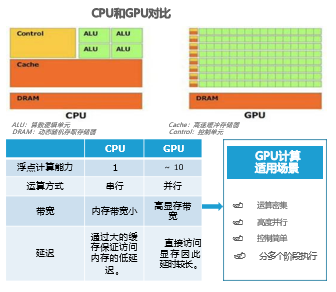 CPU和GPU对比
Control
ALU ALU
ALU ALU
Cache
DRAM
DRAM
CPU
GPU
ALU：算数逻辑单元
DRAM：动态随机存取存储器
Cache：高速缓冲存储器
Control：控制单元
CPU GPU
浮点计算能力 1 ~ 10
运算方式 串行 并行
带宽 内存带宽小 高显存带
宽
延迟 通过大的缓
存保证访问
内存的低延
迟。
直接访问
显存因此
延时较长。
GPU计算
适用场景
运算密集
高度并行
控制简单
分多个阶段执行